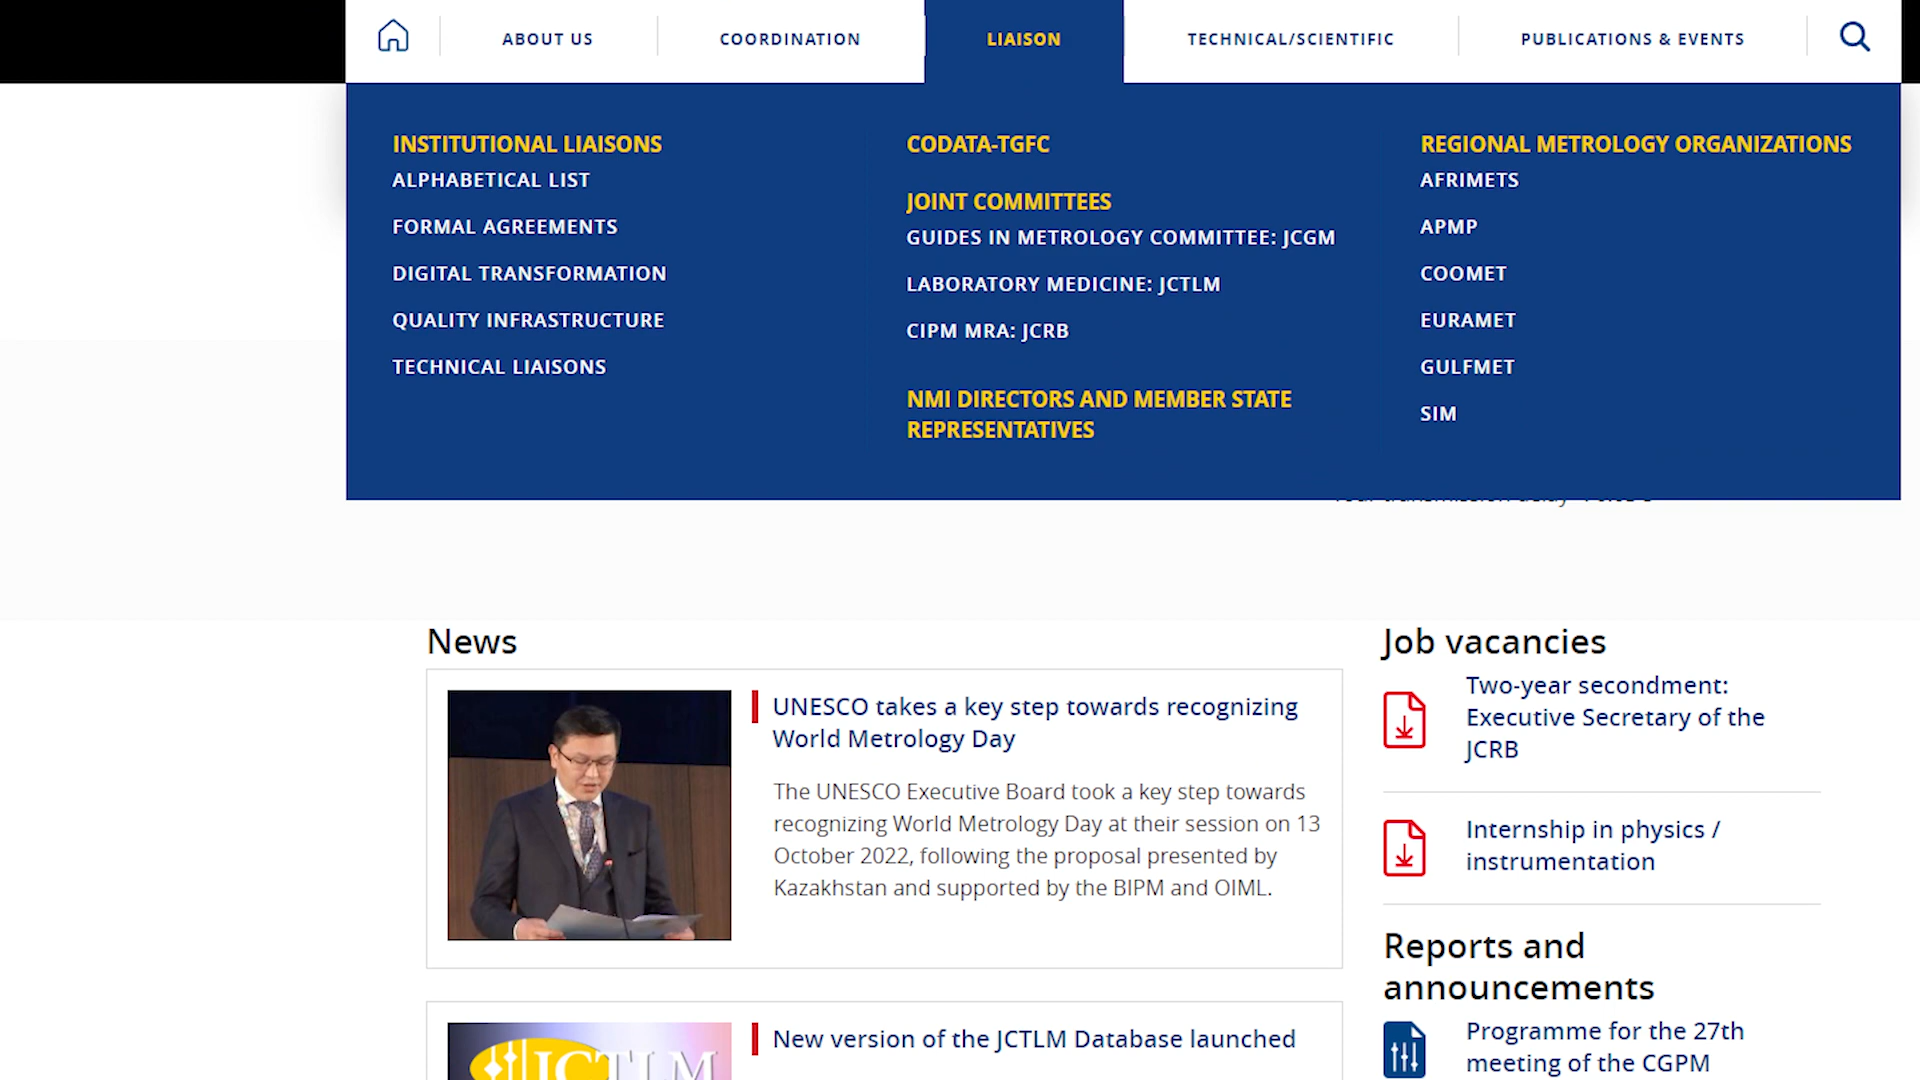 ABOUT US
COORDINATION
LIAISON
TECHNICAL/SCIENTIFIC
PUBLICATIONS & EVENTS
INSTITUTIONAL LIAISONS
ALPHABETICAL LIST
FORMAL AGREEMENTS
DIGITAL TRANSFORMATION
QUALITY INFRASTRUCTURE
TECHNICAL LIAISONS
CODATA-TGFC
JOINT COMMITTEES
GUIDES IN METROLOGY COMMITTEE: JCGM
LABORATORY MEDICINE: JCTLM
CIPM MRA: JCRB
NMI DIRECTORS AND MEMBER STATE
REPRESENTATIVES
REGIONAL METROLOGY ORGANIZATIONS
AFRIMETS
APMP
COOMET
EURAMET
GULFMET
SIM
News
UNESCO takes a key step towards recognizing
World Metrology Day
The UNESCO Executive Board took a key step towards
recognizing World Metrology Day at their session on 13
October 2022, following the proposal presented by
Kazakhstan and supported by the BIPM and OIML.
JCTLM
New version of the JCTLM Database launched
Job vacancies
Two-year secondment:
Executive Secretary of the
JCRB
Internship in physics /
instrumentation
Reports and
announcements
Programme for the 27th
meeting of the CGPM